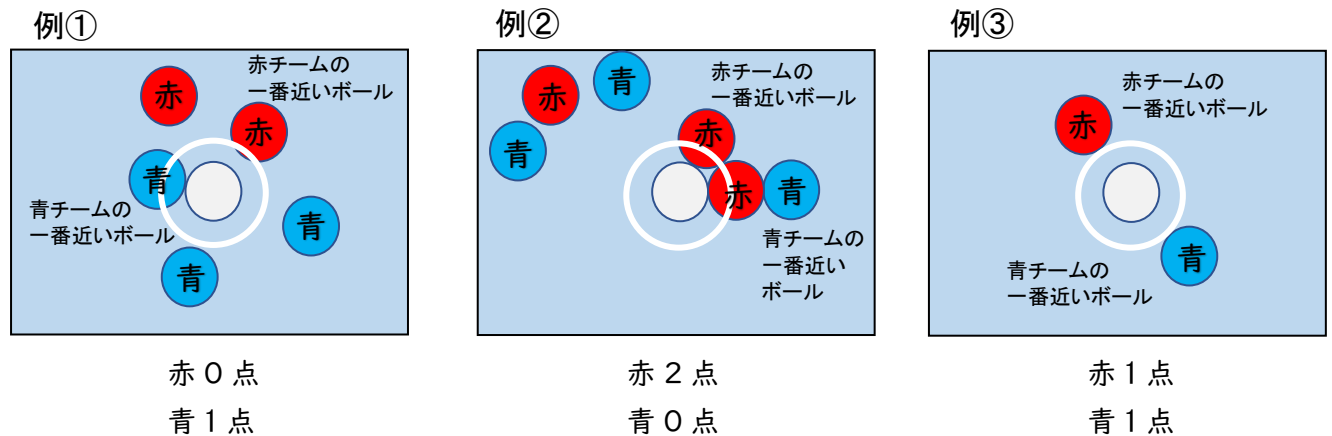 例①
赤チームの
一番近いボール
赤
赤
青
青チームの
一番近いボール
青
青
赤0点
青1点
例②
赤チームの
一番近いボール
赤
青
青
赤
赤
青
青チームの
一番近い
ボール
赤2点
青0点
例③
赤チームの
一番近いボール
赤
青
青チームの
一番近いボール
赤1点
青1点